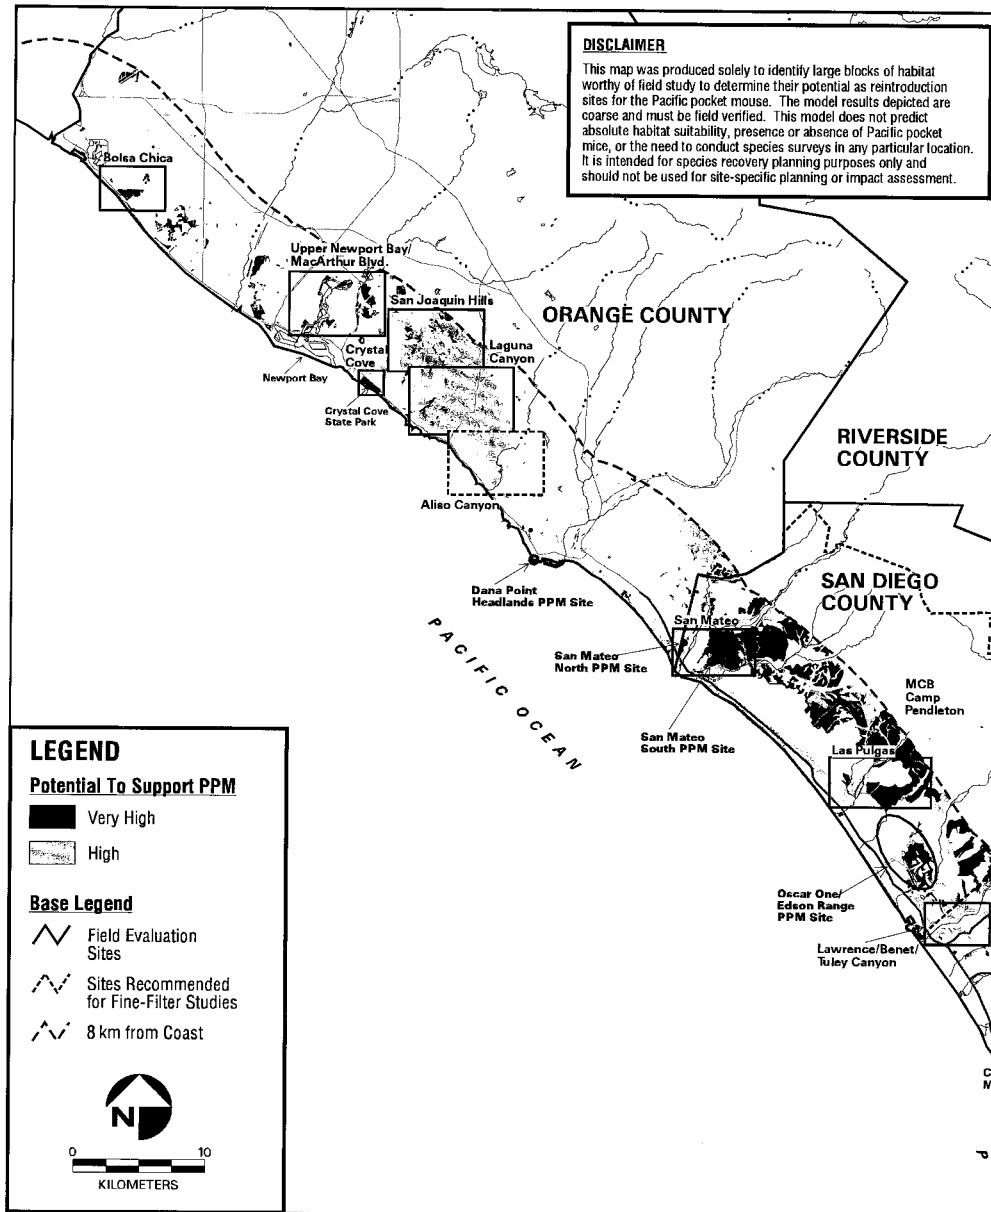 DISCLAIMER
This map was produced solely to identify large blocks of habitat
worthy of field study to determine their potential as reintroduction
sites for the Pacific pocket mouse. The model results depicted are
coarse and must be field verified. This model does not predict
absolute habitat suitability, presence or absence of Pacific pocket
mice, or the need to conduct species surveys in any particular location.
It is intended for species recovery planning purposes only and
should not be used for site-specific planning or impact assessment.
Bolsa Chica
Upper Newport Bay/
MacArthur Blvd.
San Joaquin Hills
ORANGE COUNTY
Crystal
Cove
Laguna
Canyon
Newport Bay
Crystal Cove
State Park
RIVERSIDE
COUNTY
Aliso Canyon
Dana Point
Headlands PPM Site
SAN DIEGO
COUNTY
San Mateo
PACIFIC OCEAN
San Mateo
North PPM Site
MCB
Camp
Pendleton
San Mateo
South PPM Site
Las Pulgas
Oscar One/
Edson Range
PPM Site
Lawrence/Benet/
Tuley Canyon
C
M
P
LEGEND
Potential To Support PPM
Very High
High
Base Legend
Field Evaluation
Sites
Sites Recommended
for Fine-Filter Studies
8 km from Coast
N
0 10
KILOMETERS